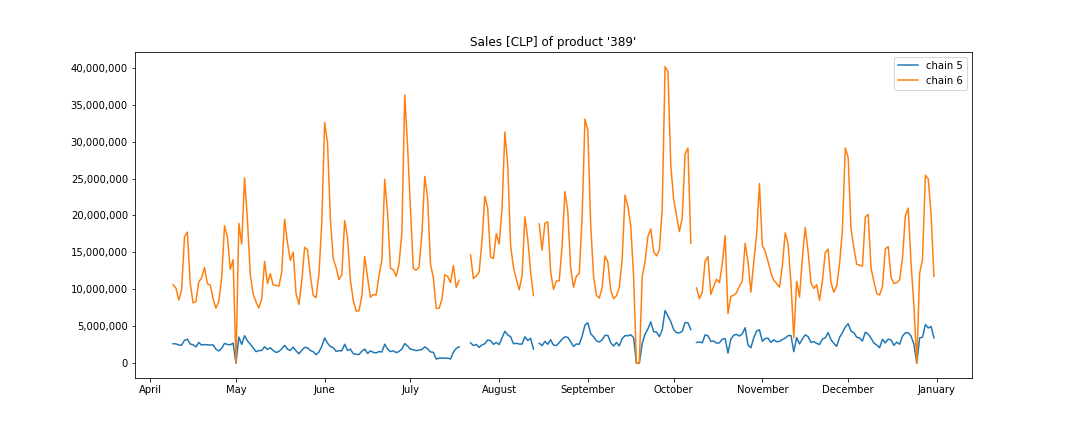 Sales [CLP] of product '389'
chain 5
chain 6
40,000,000
35,000,000
30,000,000
25,000,000
20,000,000
15,000,000
10,000,000
5,000,000
0
April May June July August September October November December January